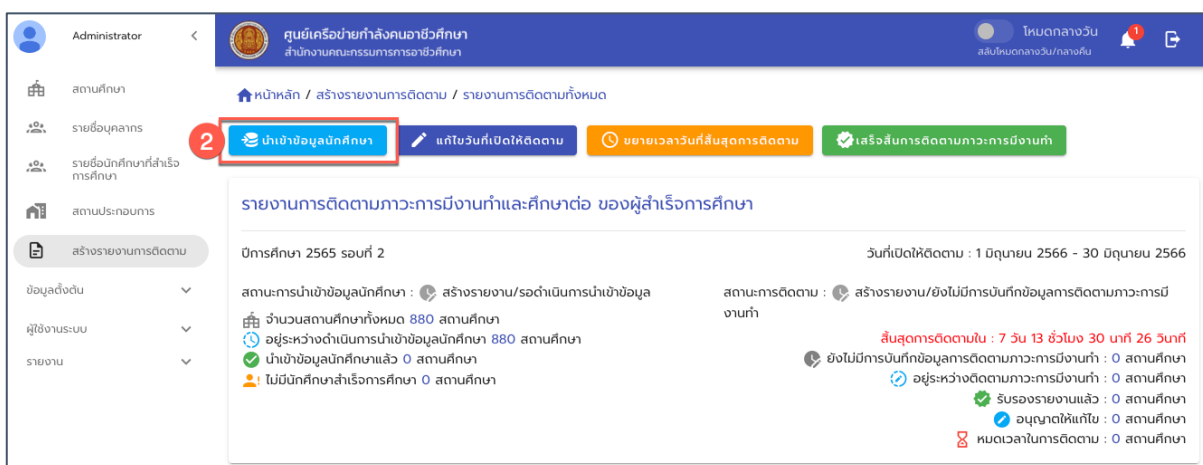 Administrator
สถานศึกษา
รายชื่อบุคลากร
รายชื่อนักศึกษาที่สำเร็จ
การศึกษา
สถานประกอบการ
สร้างรายงานการติดตาม
ข้อมูลตั้งต้น
ผู้ใช้งานระบบ
รายงาน
ศูนย์เครือข่ายกำลังคนอาชีวศึกษา
สำนักงานคณะกรรมการการอาชีวศึกษา
โหมดกลางวัน
สลับโหมดกลางวัน/กลางคืน
1
หน้าหลัก / สร้างรายงานการติดตาม / รายงานการติดตามทั้งหมด
2
นำเข้าข้อมูลนักศึกษา
แก้ไขวันที่เปิดให้ติดตาม
ขยายเวลาวันที่สิ้นสุดการติดตาม
เสร็จสิ้นการติดตามภาวะการมีงานทำ
รายงานการติดตามภาวะการมีงานทำและศึกษาต่อ ของผู้สำเร็จการศึกษา
ปีการศึกษา 2565 รอบที่ 2
วันที่เปิดให้ติดตาม : 1 มิถุนายน 2566 - 30 มิถุนายน 2566
สถานะการนำเข้าข้อมูลนักศึกษา : สร้างรายงาน/รอดำเนินการนำเข้าข้อมูล
จำนวนสถานศึกษาทั้งหมด 880 สถานศึกษา
อยู่ระหว่างดำเนินการนำเข้าข้อมูลนักศึกษา 880 สถานศึกษา
นำเข้าข้อมูลนักศึกษาแล้ว 0 สถานศึกษา
ไม่มีนักศึกษาสำเร็จการศึกษา 0 สถานศึกษา
สถานะการติดตาม : สร้างรายงาน/ยังไม่มีการบันทึกข้อมูลการติดตามภาวะการมี
งานทำ
สิ้นสุดการติดตามใน : 7 วัน 13 ชั่วโมง 30 นาที 26 วินาที
ยังไม่มีการบันทึกข้อมูลการติดตามภาวะการมีงานทำ : 0 สถานศึกษา
อยู่ระหว่างติดตามภาวะการมีงานทำ : 0 สถานศึกษา
รับรองรายงานแล้ว : 0 สถานศึกษา
อนุญาตให้แก้ไข : 0 สถานศึกษา
หมดเวลาในการติดตาม : 0 สถานศึกษา